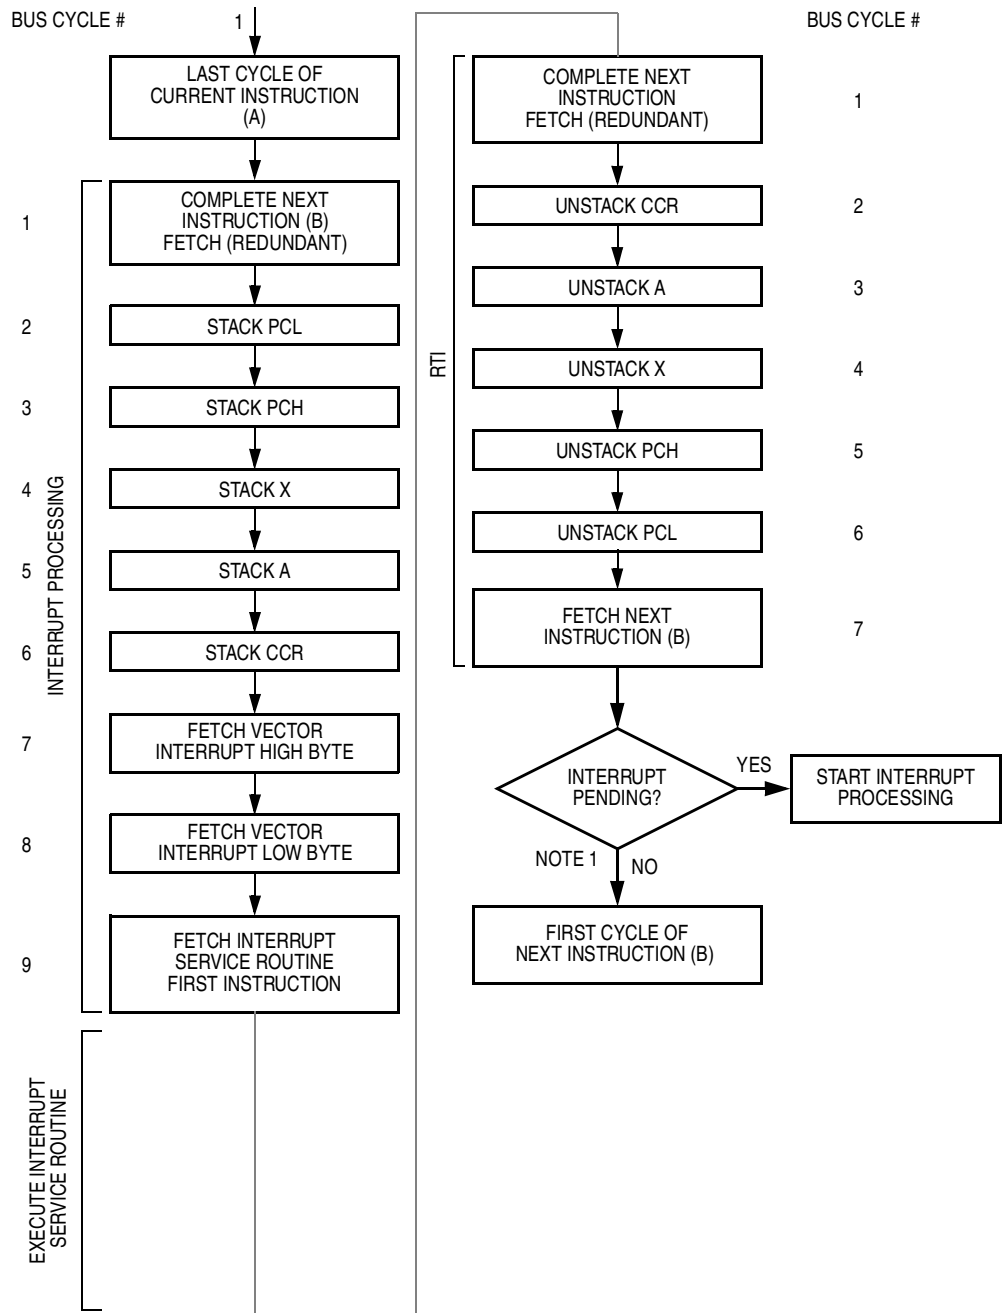 BUS CYCLE #
1
LAST CYCLE OF
CURRENT INSTRUCTION
(A)
INTERRUPT PROCESSING
1
COMPLETE NEXT
INSTRUCTION (B)
FETCH (REDUNDANT)
2
STACK PCL
3
STACK PCH
4
STACK X
5
STACK A
6
STACK CCR
7
FETCH VECTOR
INTERRUPT HIGH BYTE
8
FETCH VECTOR
INTERRUPT LOW BYTE
9
FETCH INTERRUPT
SERVICE ROUTINE
FIRST INSTRUCTION
EXECUTE INTERRUPT
SERVICE ROUTINE
BUS CYCLE #
RTI
COMPLETE NEXT
INSTRUCTION
FETCH (REDUNDANT)
1
UNSTACK CCR
2
UNSTACK A
3
UNSTACK X
4
UNSTACK PCH
5
UNSTACK PCL
6
FETCH NEXT
INSTRUCTION (B)
7
INTERRUPT
PENDING?
YES
START INTERRUPT
PROCESSING
NOTE 1
NO
FIRST CYCLE OF
NEXT INSTRUCTION (B)